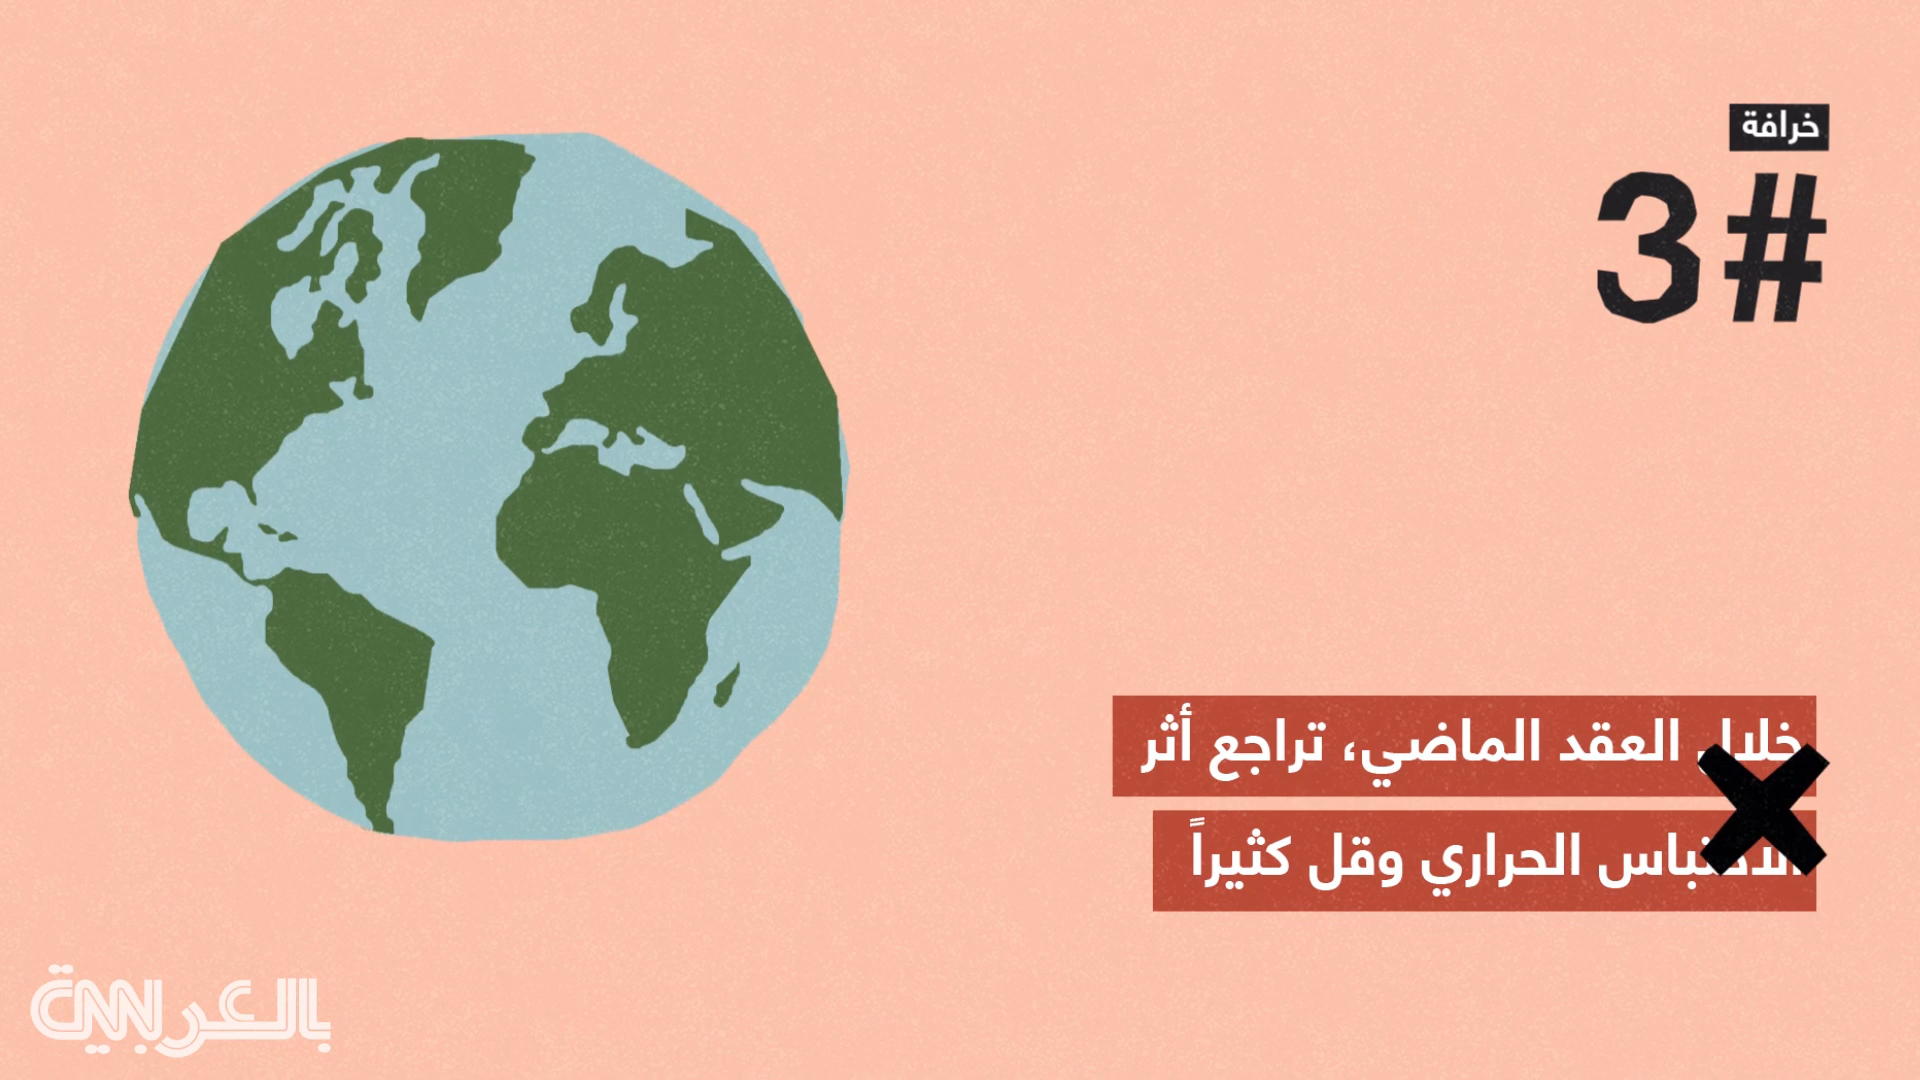 خرافة
#3
خلال العقد الماضي، تراجع أثر
الاحتباس الحراري وقل كثيراً
CNN بالعربية